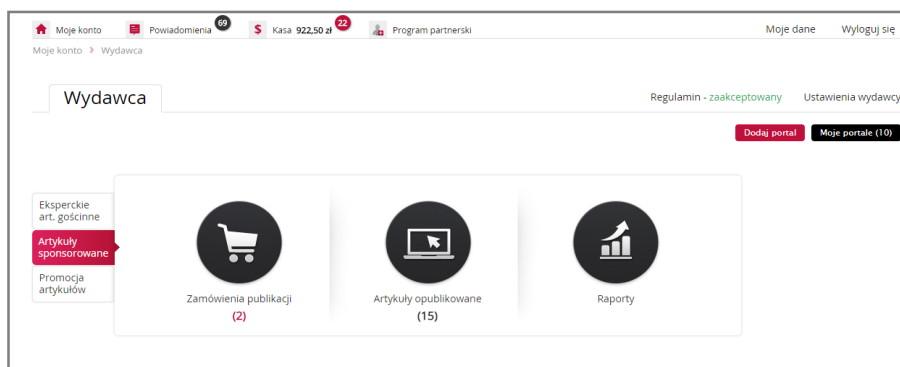 Moje konto Powiadomienia 69 $ Kasa 922,50 zł 22 Program partnerski Moje dane Wyloguj się
Moje konto > Wydawca
Wydawca Regulamin - zaakceptowany Ustawienia wydawcy
Dodaj portal Moje portale (10)
Eksperckie
art. gościnne
Artykuły
sponsorowane
Promocja
artykułów
Zamówienia publikacji Artykuły opublikowane Raporty
(2) (15)